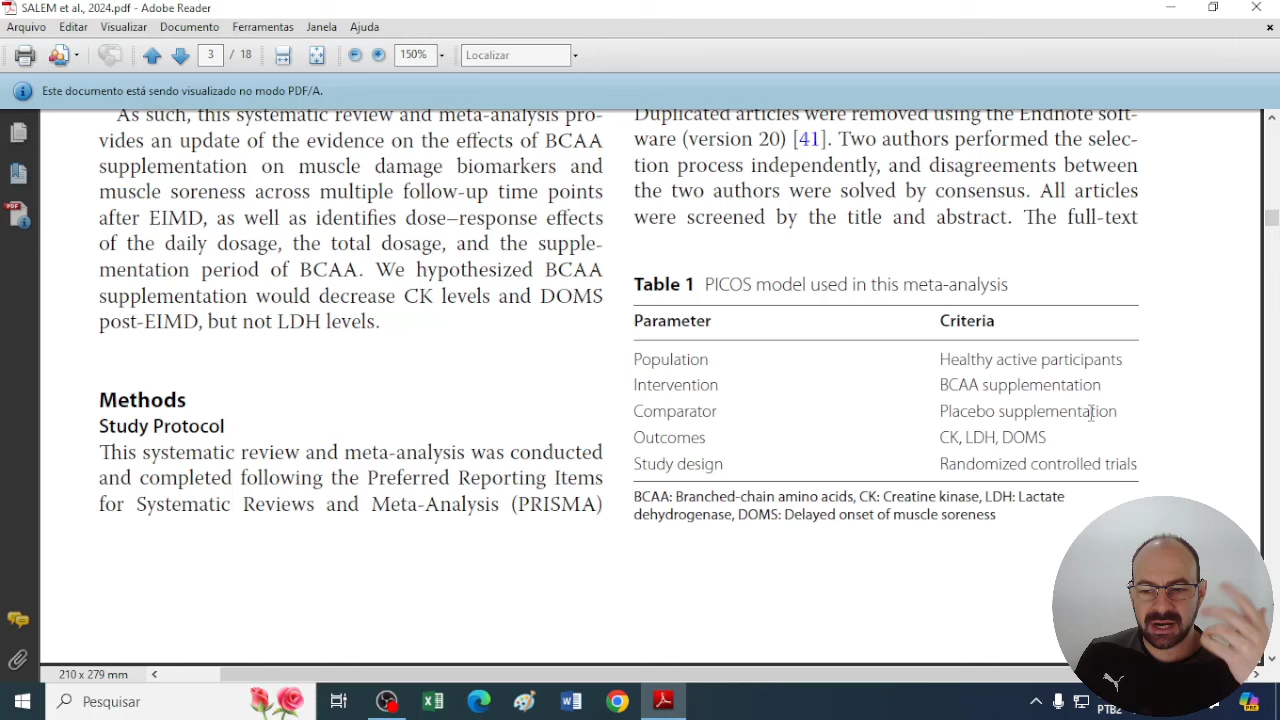 SALEM et al., 2024.pdf - Adobe Reader
Arquivo Editar Visualizar Documento Ferramentas Janela Ajuda
3 / 18 150% Localizar
Este documento está sendo visualizado no modo PDF/A.
As such, this systematic review and meta-analysis pro-
vides an update of the evidence on the effects of BCAA
supplementation on muscle damage biomarkers and
muscle soreness across multiple follow-up time points
after EIMD, as well as identifies dose–response effects
of the daily dosage, the total dosage, and the supple-
mentation period of BCAA. We hypothesized BCAA
supplementation would decrease CK levels and DOMS
post-EIMD, but not LDH levels.
Methods
Study Protocol
This systematic review and meta-analysis was conducted
and completed following the Preferred Reporting Items
for Systematic Reviews and Meta-Analysis (PRISMA)
Duplicated articles were removed using the Endnote soft-
ware (version 20) [41]. Two authors performed the selec-
tion process independently, and disagreements between
the two authors were solved by consensus. All articles
were screened by the title and abstract. The full-text
Table 1 PICOS model used in this meta-analysis
Parameter Criteria
Population Healthy active participants
Intervention BCAA supplementation
Comparator Placebo supplementation
Outcomes CK, LDH, DOMS
Study design Randomized controlled trials
BCAA: Branched-chain amino acids, CK: Creatine kinase, LDH: Lactate
dehydrogenase, DOMS: Delayed onset of muscle soreness
210 x 279 mm
Pesquisar